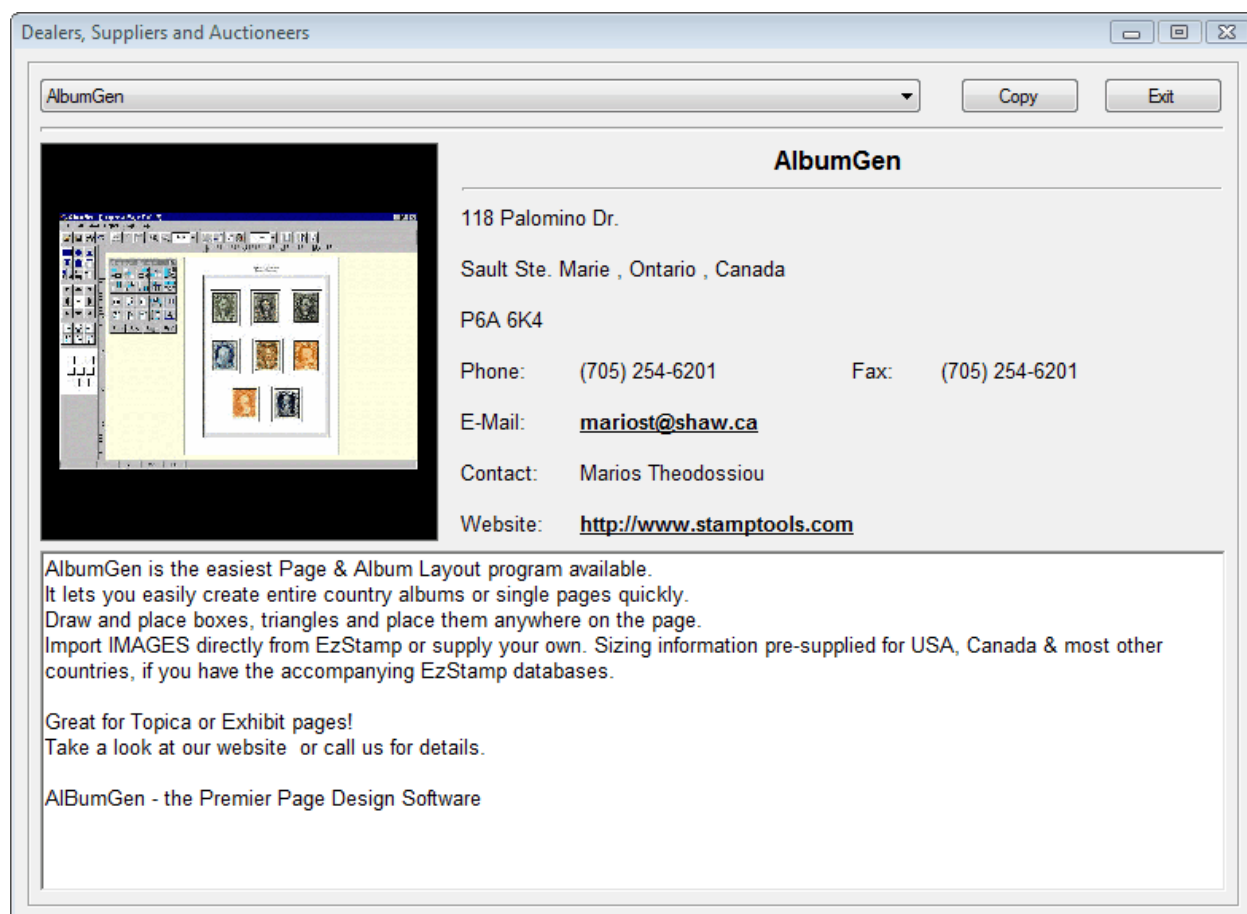 Dealers, Suppliers and Auctioneers
AlbumGen
Copy
Exit
AlbumGen
118 Palomino Dr.
Sault Ste. Marie , Ontario , Canada
P6A 6K4
Phone: (705) 254-6201 Fax: (705) 254-6201
E-Mail: mariost@shaw.ca
Contact: Marios Theodossiou
Website: http://www.stamptools.com
AlbumGen is the easiest Page & Album Layout program available.
It lets you easily create entire country albums or single pages quickly.
Draw and place boxes, triangles and place them anywhere on the page.
Import IMAGES directly from EzStamp or supply your own. Sizing information pre-supplied for USA, Canada & most other
countries, if you have the accompanying EzStamp databases.
Great for Topica or Exhibit pages!
Take a look at our website  or call us for details.
AlBumGen - the Premier Page Design Software